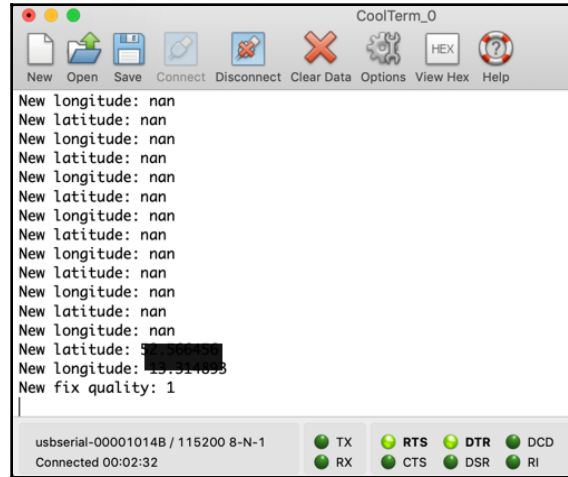 CoolTerm_0
New Open Save Connect Disconnect Clear Data Options View Hex Help
HEX
New longitude: nan
New latitude: nan
New longitude: nan
New latitude: nan
New longitude: nan
New latitude: nan
New longitude: nan
New latitude: nan
New longitude: nan
New latitude: nan
New longitude: nan
New latitude: nan
New longitude: nan
New latitude:
New longitude:
New fix quality: 1
usbserial-00001014B / 115200 8-N-1 TX RTS DTR DCD
Connected 00:02:32 RX CTS DSR RI